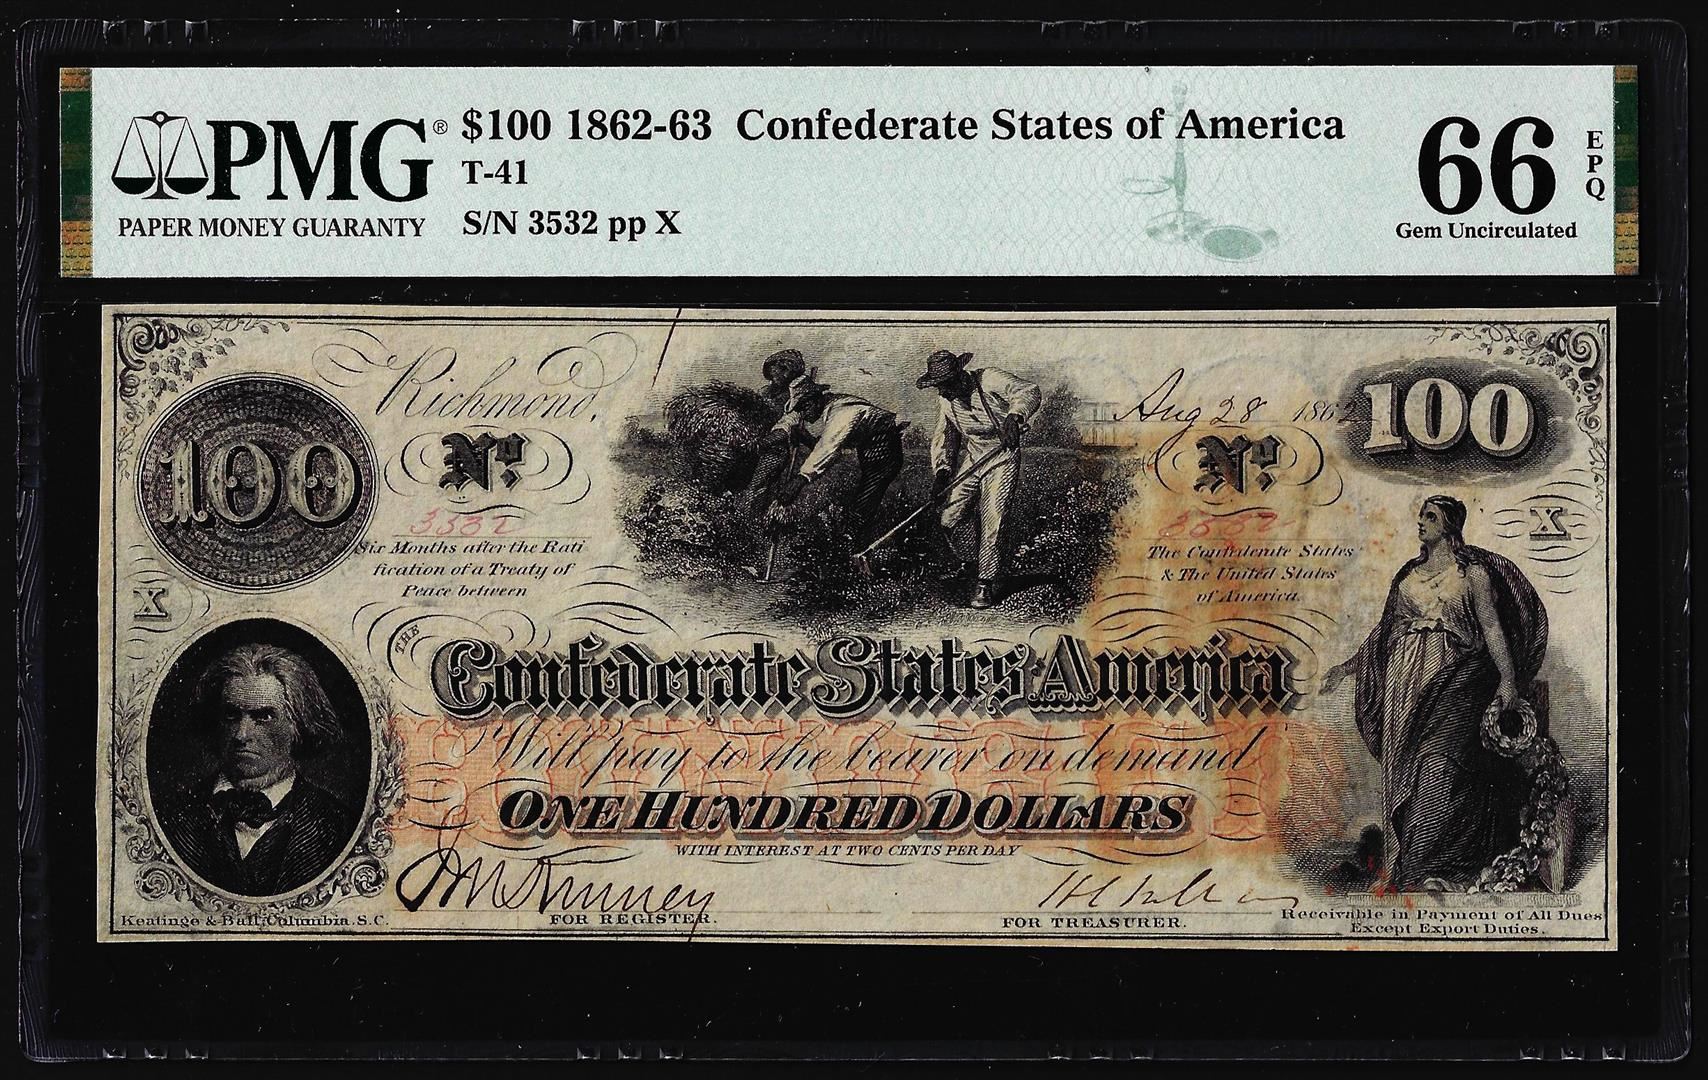 PMG®
PAPER MONEY GUARANTY
$100 1862-63 Confederate States of America
T-41
S/N 3532 pp X
66 EPQ
Gem Uncirculated
Richmond,
Aug 28 1862
100
100
No.
No.
3532
3532
X
X
Six Months after the Rati
fication of a Treaty of
Peace between
The Confederate States
& The United States
of America.
THE
Confederate States America
Will pay to the bearer on demand
ONE HUNDRED DOLLARS
WITH INTEREST AT TWO CENTS PER DAY
FOR REGISTER.
FOR TREASURER.
Keatinge & Ball, Columbia, S.C.
Receivable in Payment of All Dues
Except Export Duties.